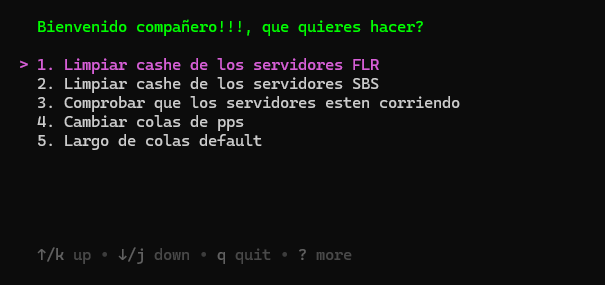 Bienvenido compañero!!!, que quieres hacer?
> 1. Limpiar cashe de los servidores FLR
2. Limpiar cashe de los servidores SBS
3. Comprobar que los servidores esten corriendo
4. Cambiar colas de pps
5. Largo de colas default
↑/k up • ↓/j down • q quit • ? more